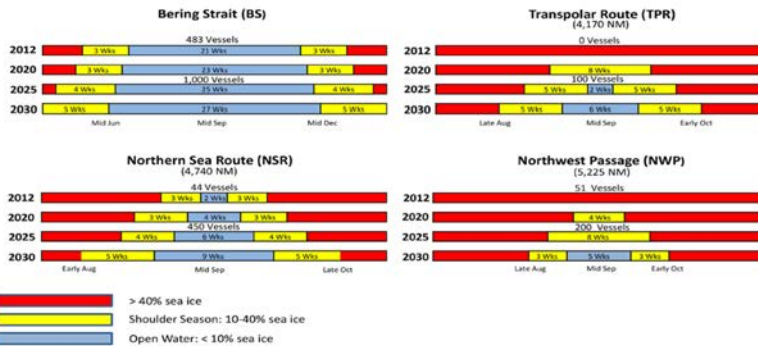 Bering Strait (BS)
483 Vessels
2012 3 Wks 21 Wks 3 Wks
2020 3 Wks 23 Wks 3 Wks
1,000 Vessels
2025 4 Wks 25 Wks 4 Wks
2030 5 Wks 27 Wks 5 Wks
Mid Jun Mid Sep Mid Dec
Transpolar Route (TPR)
(4,170 NM)
0 Vessels
2012
2020 8 Wks
100 Vessels
2025 5 Wks 2 Wks 5 Wks
2030 5 Wks 6 Wks 5 Wks
Late Aug Mid Sep Early Oct
Northern Sea Route (NSR)
(4,740 NM)
44 Vessels
2012 3 Wks 2 Wks 3 Wks
2020 3 Wks 4 Wks 3 Wks
450 Vessels
2025 4 Wks 6 Wks 4 Wks
2030 5 Wks 9 Wks 5 Wks
Early Aug Mid Sep Late Oct
Northwest Passage (NWP)
(5,225 NM)
51 Vessels
2012
2020 4 Wks
200 Vessels
2025 8 Wks
2030 3 Wks 5 Wks 3 Wks
Late Aug Mid Sep Early Oct
> 40% sea ice
Shoulder Season: 10-40% sea ice
Open Water: < 10% sea ice